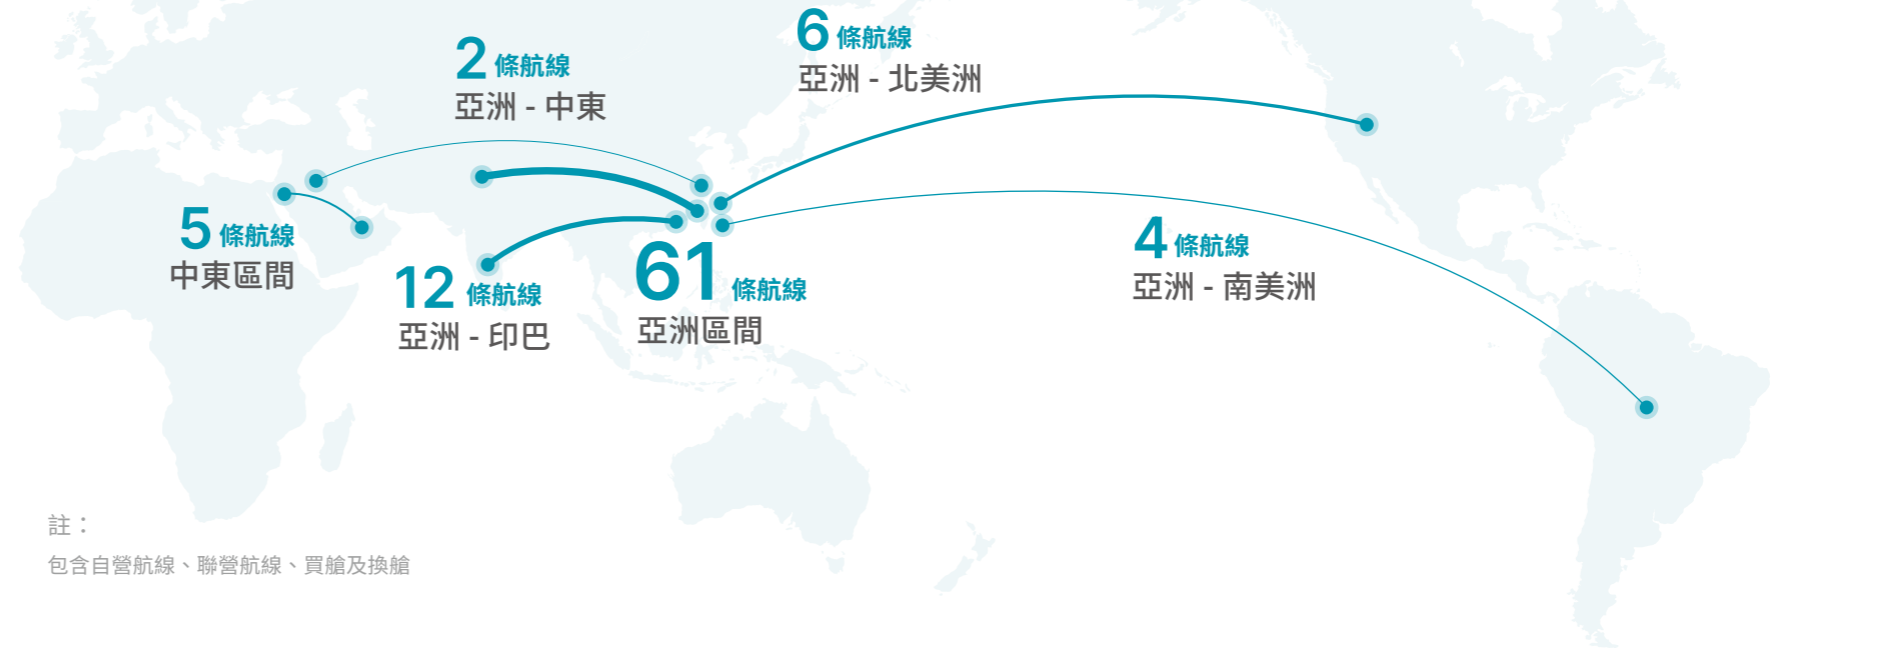 6 條航線
亞洲 - 北美洲
2 條航線
亞洲 - 中東
5 條航線
中東區間
12 條航線
亞洲 - 印巴
61 條航線
亞洲區間
4 條航線
亞洲 - 南美洲
註：
包含自營航線、聯營航線、買艙及換艙